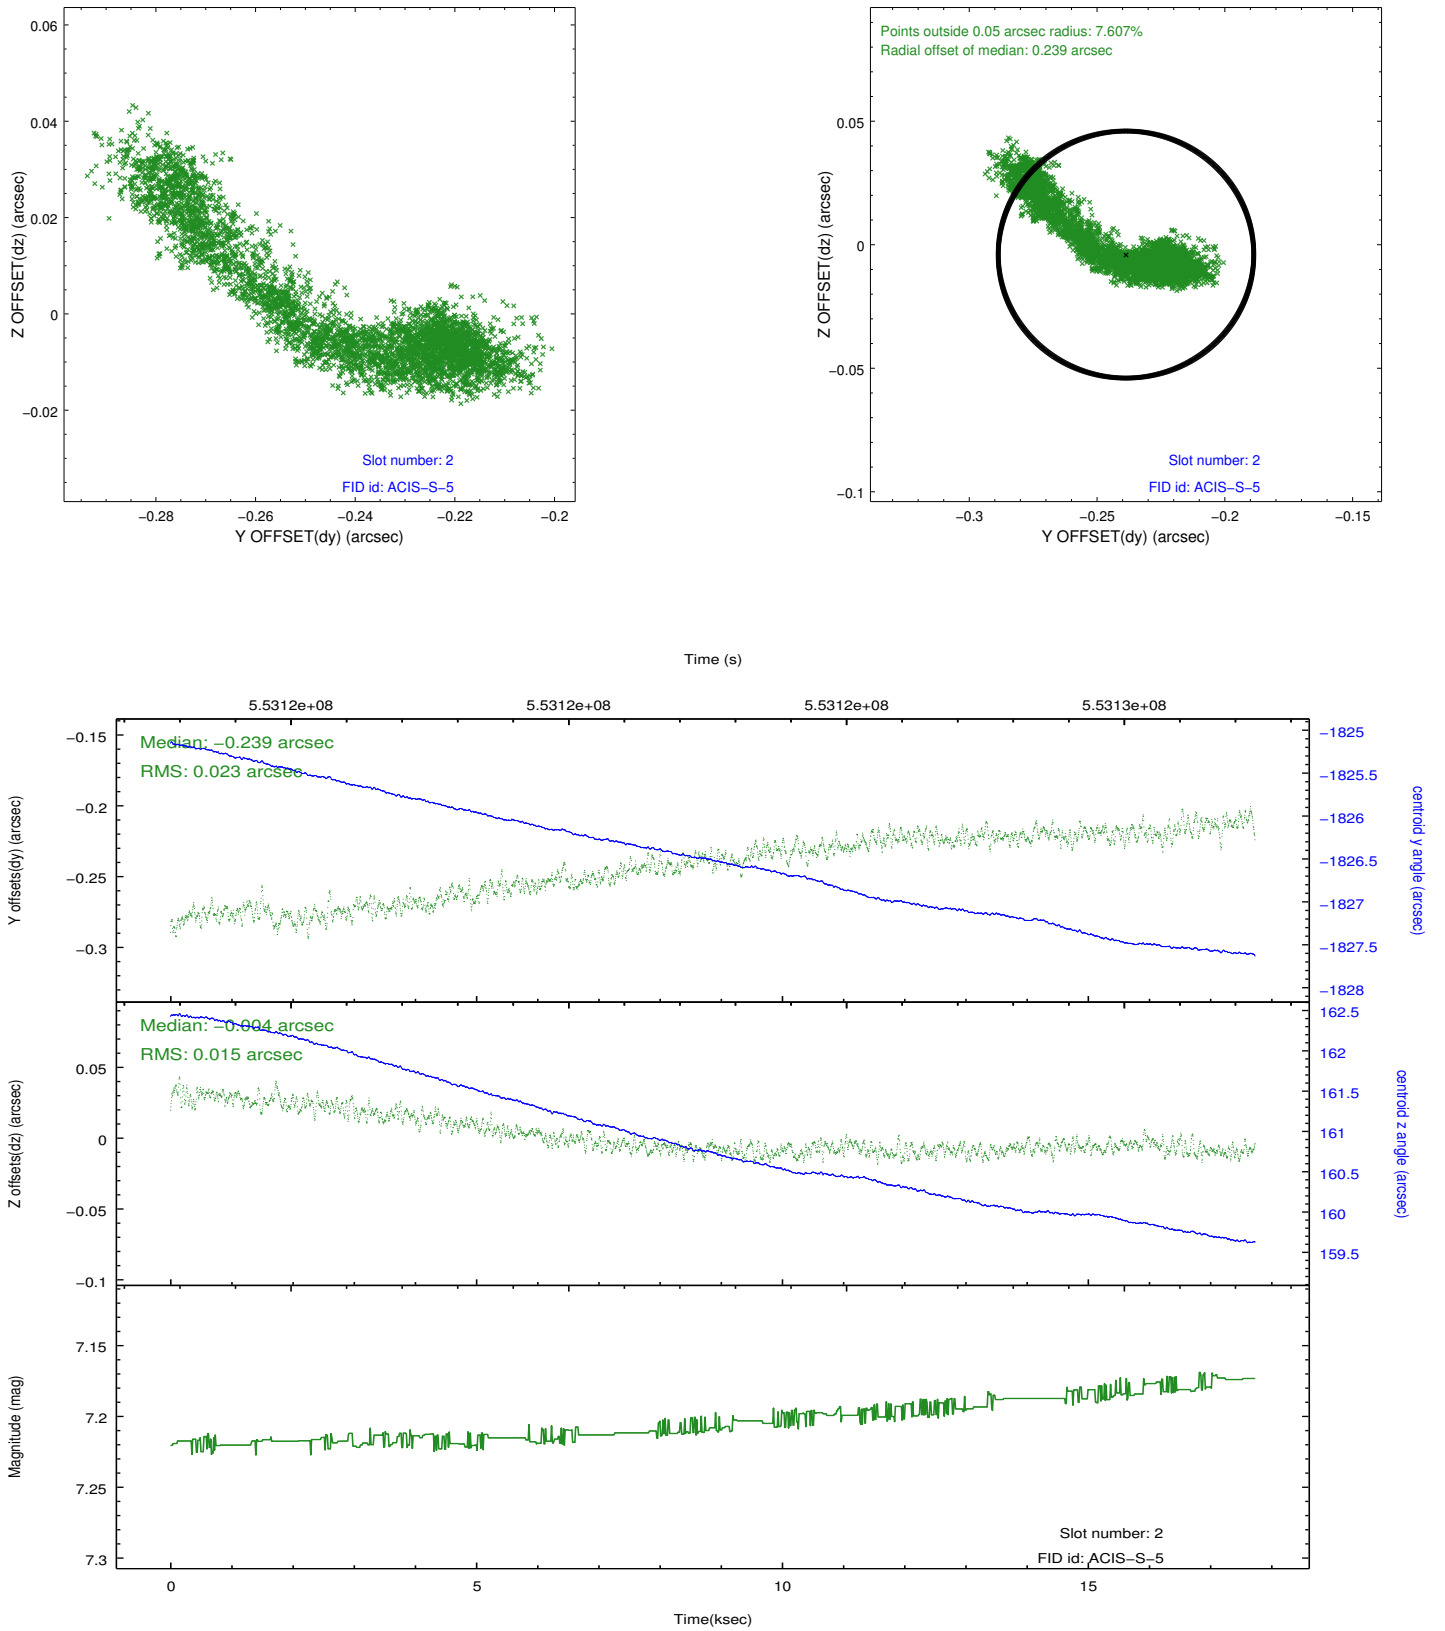 0.06
0.04
0.02
0
−0.02
Z OFFSET(dz) (arcsec)
Slot number: 2
FID id: ACIS−S−5
−0.28
−0.26
−0.24
−0.22
−0.2
Y OFFSET(dy) (arcsec)
Points outside 0.05 arcsec radius: 7.607%
Radial offset of median: 0.239 arcsec
0.05
0
−0.05
−0.1
Z OFFSET(dz) (arcsec)
Slot number: 2
FID id: ACIS−S−5
−0.3
−0.25
−0.2
−0.15
Y OFFSET(dy) (arcsec)
Time (s)
5.5312e+08
5.5312e+08
5.5312e+08
5.5313e+08
Median: −0.239 arcsec
RMS: 0.023 arcsec
−0.15
−0.2
−0.25
−0.3
Y offsets(dy) (arcsec)
−1825
−1825.5
−1826
−1826.5
−1827
−1827.5
−1828
centroid y angle (arcsec)
Median: −0.004 arcsec
RMS: 0.015 arcsec
0.05
0
−0.05
−0.1
Z offsets(dz) (arcsec)
162.5
162
161.5
161
160.5
160
159.5
centroid z angle (arcsec)
7.15
7.2
7.25
7.3
Magnitude (mag)
Slot number: 2
FID id: ACIS−S−5
0
5
10
15
Time(ksec)